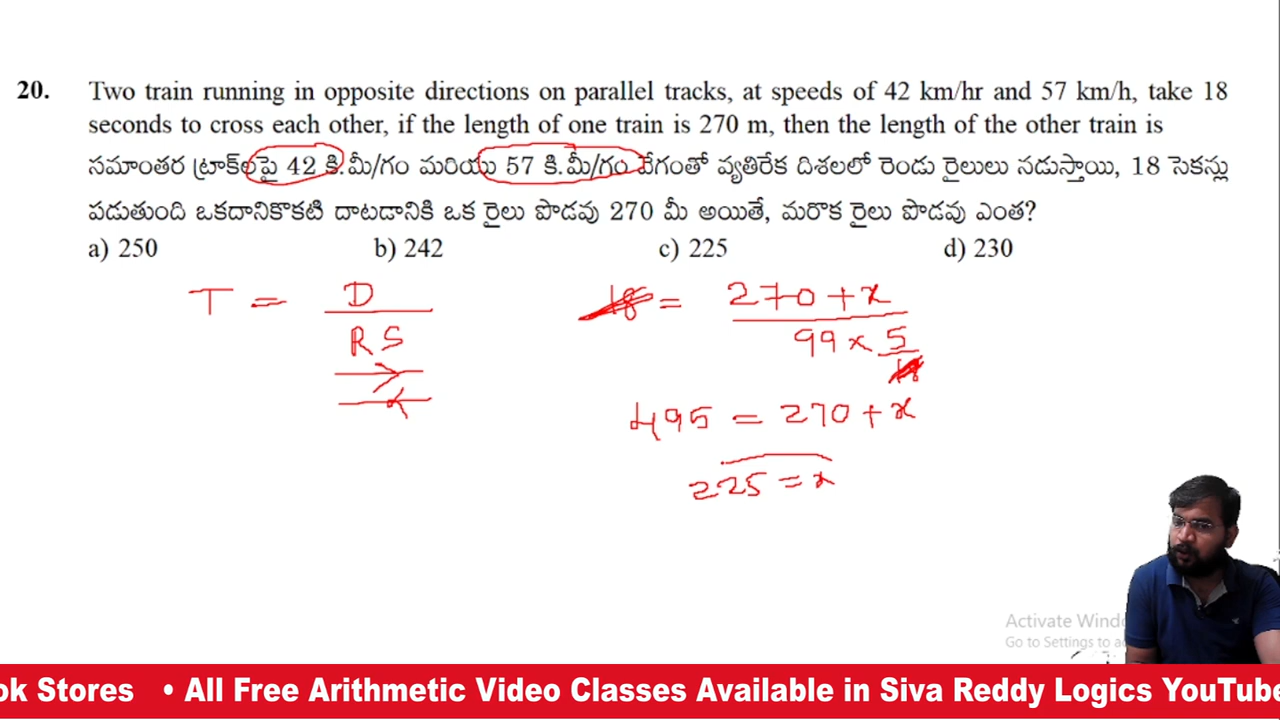 20. Two train running in opposite directions on parallel tracks, at speeds of 42 km/hr and 57 km/h, take 18
seconds to cross each other, if the length of one train is 270 m, then the length of the other train is
సమాంతర ట్రాక్‌లపై 42 కి.మీ/గం మరియు 57 కి.మీ/గం వేగంతో వ్యతిరేక దిశలలో రెండు రైలులు నడుస్తాయి, 18 సెకన్లు
పడుతుంది ఒకదానికొకటి దాటడానికి ఒక రైలు పొడవు 270 మీ అయితే, మరొక రైలు పొడవు ఎంత?
a) 250 b) 242 c) 225 d) 230
T = D
RS
18 = 270 + x
99 x 5
18
495 = 270 + x
225 = x
Activate Wind
Go to Settings to a
ok Stores • All Free Arithmetic Video Classes Available in Siva Reddy Logics YouTube